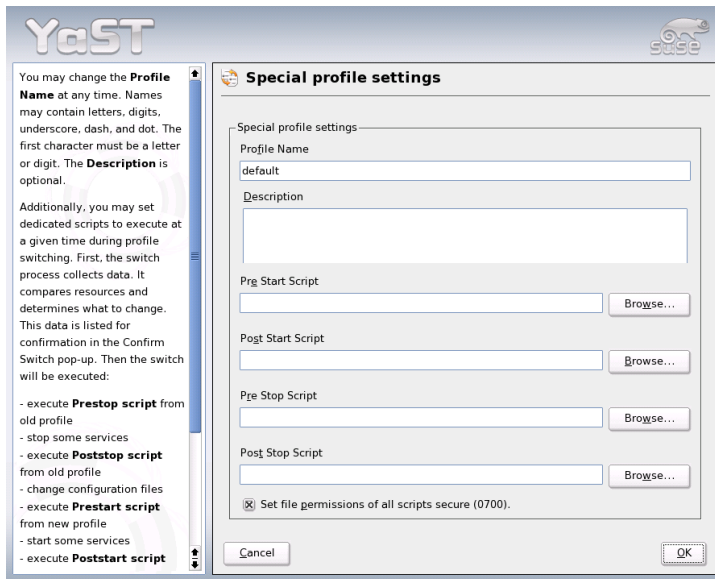 YaST
suse
You may change the Profile
Name at any time. Names
may contain letters, digits,
underscore, dash, and dot. The
first character must be a letter
or digit. The Description is
optional.
Additionally, you may set
dedicated scripts to execute at
a given time during profile
switching. First, the switch
process collects data. It
compares resources and
determines what to change.
This data is listed for
confirmation in the Confirm
Switch pop-up. Then the switch
will be executed:
- execute Prestop script from
old profile
- stop some services
- execute Poststop script
from old profile
- change configuration files
- execute Prestart script
from new profile
- start some services
- execute Poststart script
Special profile settings
Special profile settings
Profile Name
default
Description
Pre Start Script
Browse...
Post Start Script
Browse...
Pre Stop Script
Browse...
Post Stop Script
Browse...
Set file permissions of all scripts secure (0700).
Cancel
OK